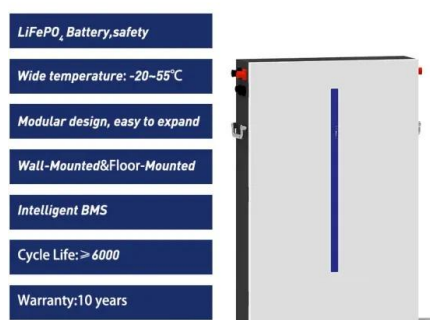 LiFePO₄ Battery,safety
Wide temperature: -20~55℃
Modular design, easy to expand
Wall-Mounted&Floor-Mounted
Intelligent BMS
Cycle Life:≥6000
Warranty:10 years